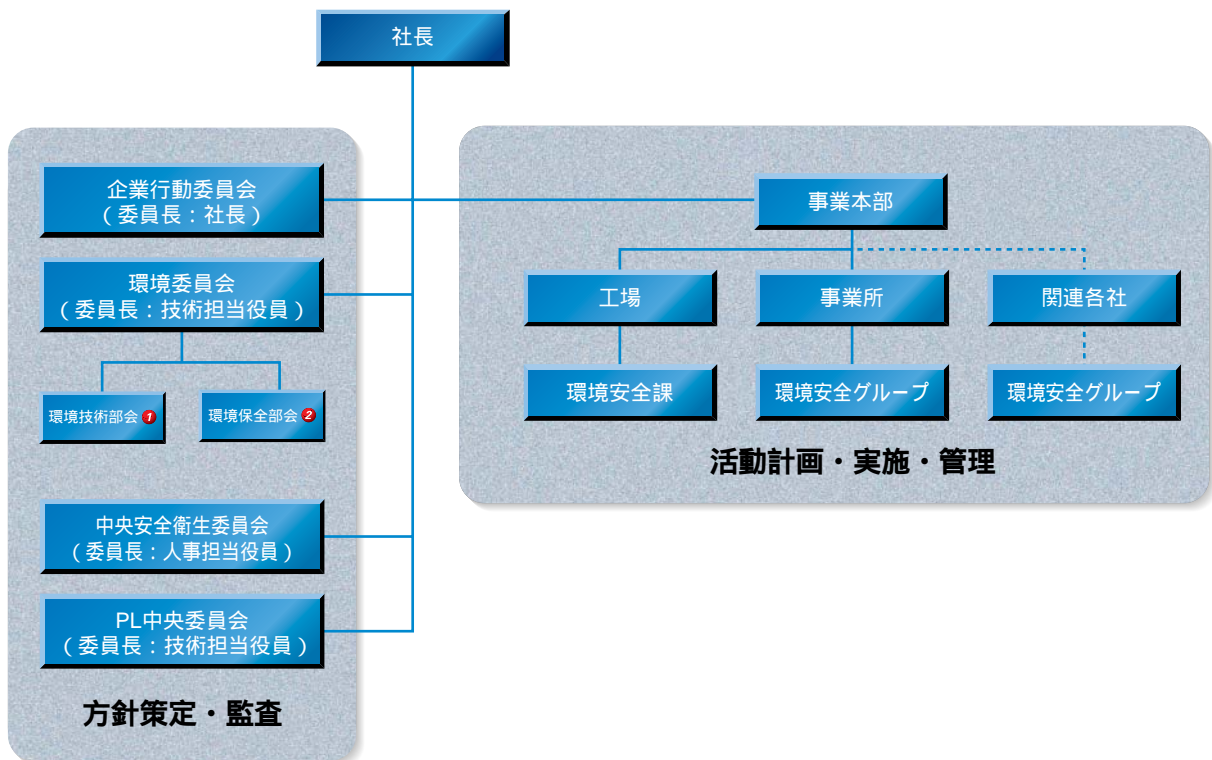 社長
企業行動委員会
（委員長：社長）
環境委員会
（委員長：技術担当役員）
環境技術部会 1
環境保全部会 2
中央安全衛生委員会
（委員長：人事担当役員）
PL中央委員会
（委員長：技術担当役員）
方針策定・監査
事業本部
工場
事業所
関連各社
環境安全課
環境安全グループ
環境安全グループ
活動計画・実施・管理